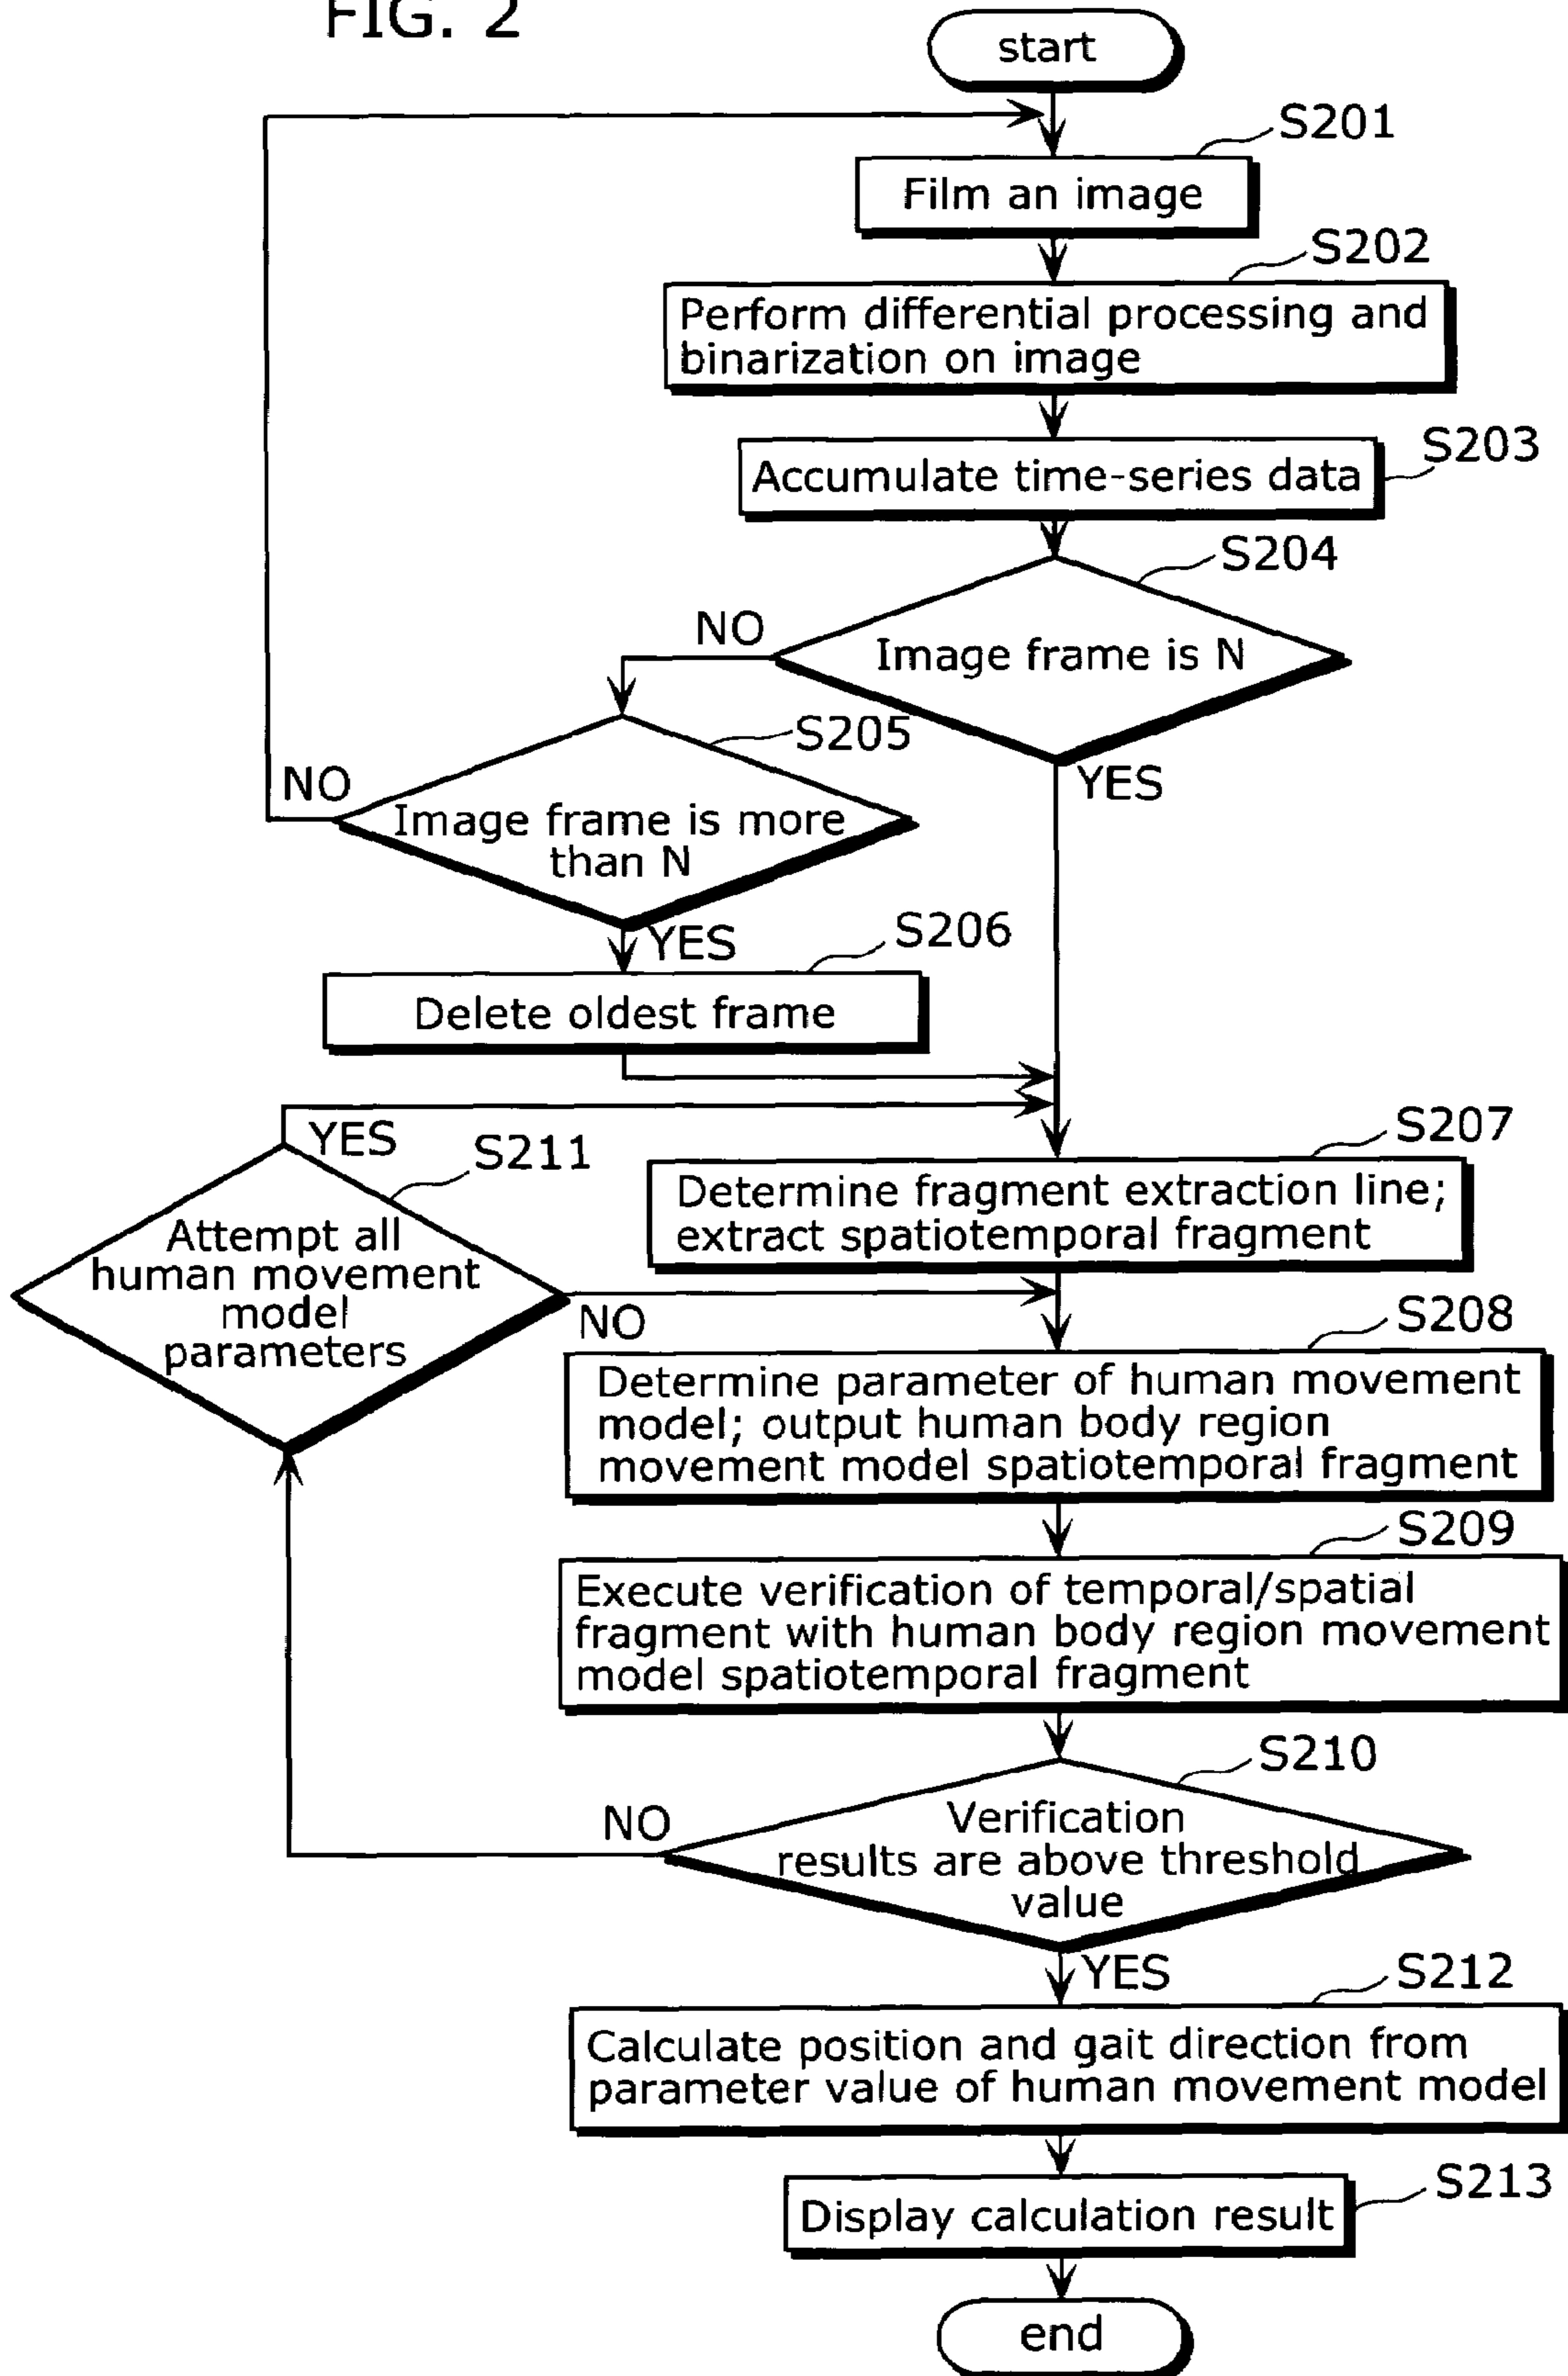 FIG. 2
start
S201
Film an image
S202
Perform differential processing and
binarization on image
S203
Accumulate time-series data
S204
NO
Image frame is N
S205
NO
YES
Image frame is more
than N
YES
S206
Delete oldest frame
YES
S211
S207
Attempt all
human movement
model
parameters
Determine fragment extraction line;
extract spatiotemporal fragment
NO
S208
Determine parameter of human movement
model; output human body region
movement model spatiotemporal fragment
S209
Execute verification of temporal/spatial
fragment with human body region movement
model spatiotemporal fragment
S210
NO
Verification
results are above threshold
value
YES
S212
Calculate position and gait direction from
parameter value of human movement model
S213
Display calculation result
end